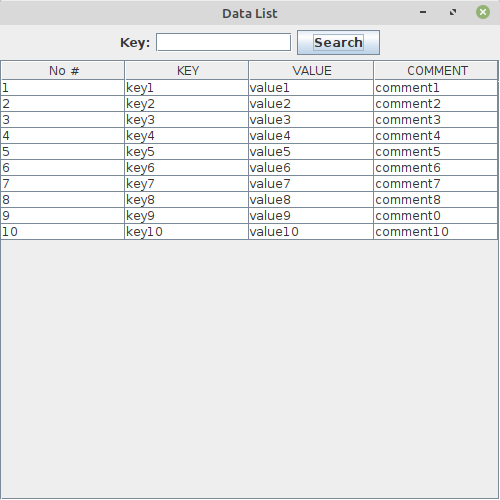 Data List
Key: Search
No # KEY VALUE COMMENT
1 key1 value1 comment1
2 key2 value2 comment2
3 key3 value3 comment3
4 key4 value4 comment4
5 key5 value5 comment5
6 key6 value6 comment6
7 key7 value7 comment7
8 key8 value8 comment8
9 key9 value9 comment0
10 key10 value10 comment10